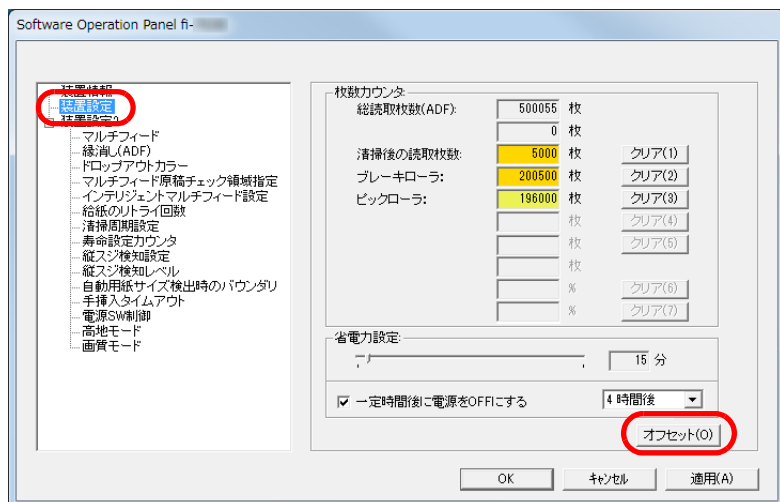 Software Operation Panel fi-
装置情報
装置設定
装置設定2
マルチフィード
縁消し(ADF)
ドロップアウトカラー
マルチフィード原稿チェック領域指定
インテリジェントマルチフィード設定
給紙のリトライ回数
清掃周期設定
寿命設定カウンタ
縦スジ検知設定
縦スジ検知レベル
自動用紙サイズ検出時のバウンダリ
手挿入タイムアウト
電源SW制御
高地モード
画質モード
枚数カウンタ:
総読取枚数(ADF): 500055 枚
0 枚
清掃後の読取枚数: 5000 枚 クリア(1)
ブレーキローラ: 200500 枚 クリア(2)
ピックローラ: 196000 枚 クリア(3)
枚 クリア(4)
枚 クリア(5)
枚
% クリア(6)
% クリア(7)
省電力設定:
15 分
一定時間後に電源をOFFにする 4 時間後
オフセット(O)
OK キャンセル 適用(A)